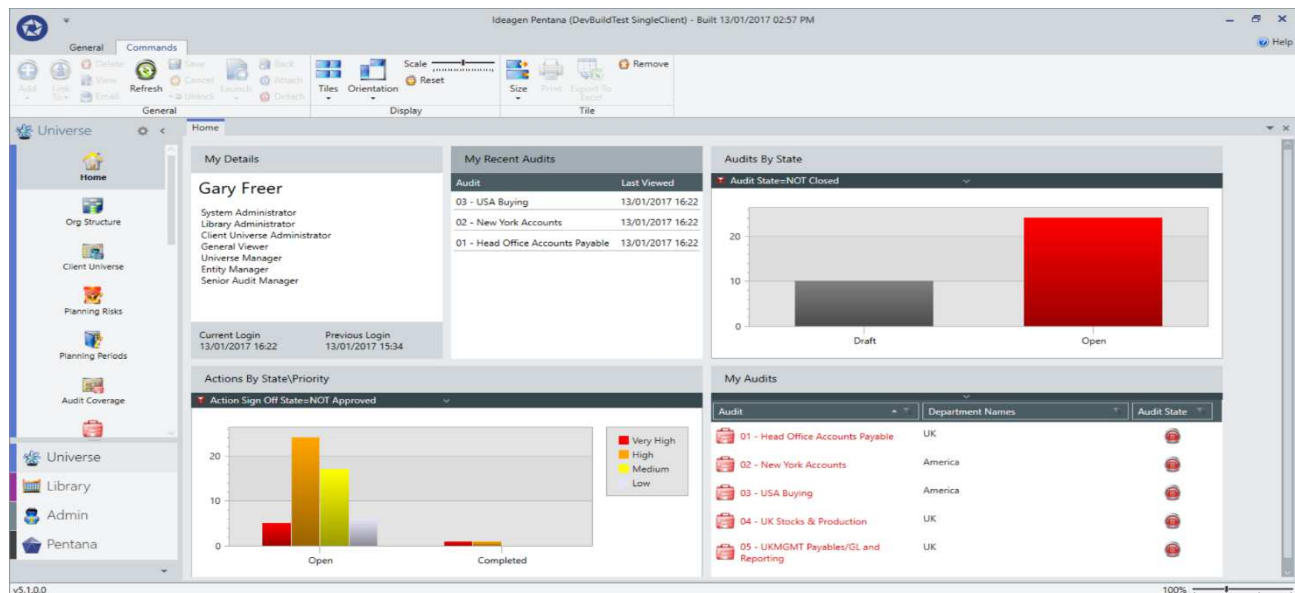 Ideagen Pentana (DevBuildTest SingleClient) - Built 13/01/2017 02:57 PM
General Commands
Help
Add
Link To
Delete
View
Email
Refresh
Save
Cancel
Unlock
Launch
Back
Attach
Detach
General
Tiles
Orientation
Scale
Reset
Display
Size
Print
Export To Excel
Remove
Tile
Universe
Home
Org Structure
Client Universe
Planning Risks
Planning Periods
Audit Coverage
Universe
Library
Admin
Pentana
Home
My Details
Gary Freer
System Administrator
Library Administrator
Client Universe Administrator
General Viewer
Universe Manager
Entity Manager
Senior Audit Manager
Current Login Previous Login
13/01/2017 16:22 13/01/2017 15:34
My Recent Audits
Audit Last Viewed
03 - USA Buying 13/01/2017 16:22
02 - New York Accounts 13/01/2017 16:22
01 - Head Office Accounts Payable 13/01/2017 16:22
Audits By State
Audit State=NOT Closed
20
10
0
Draft Open
Actions By State\Priority
Action Sign Off State=NOT Approved
20
10
0
Open Completed
Very High
High
Medium
Low
My Audits
Audit Department Names Audit State
01 - Head Office Accounts Payable UK
02 - New York Accounts America
03 - USA Buying America
04 - UK Stocks & Production UK
05 - UKMGMT Payables/GL and UK
Reporting
v5.1.0.0
100%